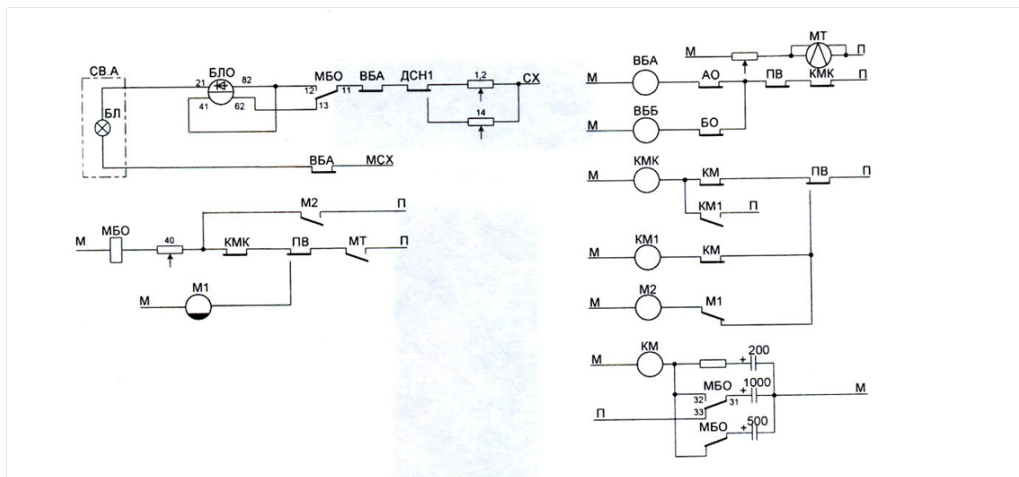 СВ.А
БЛ
21
БЛО
82
41
62
12
МБО
11
13
ВБА
ДСН1
1,2
СХ
14
ВБА
МСХ
М2
П
М
МБО
40
КМК
ПВ
МТ
П
М
М1
М
МТ
П
М
ВБА
АО
ПВ
КМК
П
М
ВББ
БО
М
КМК
КМ
ПВ
П
КМ1
П
М
КМ1
КМ
М
М2
М1
М
КМ
+200
МБО
+1000
М
32
31
33
П
МБО
+500